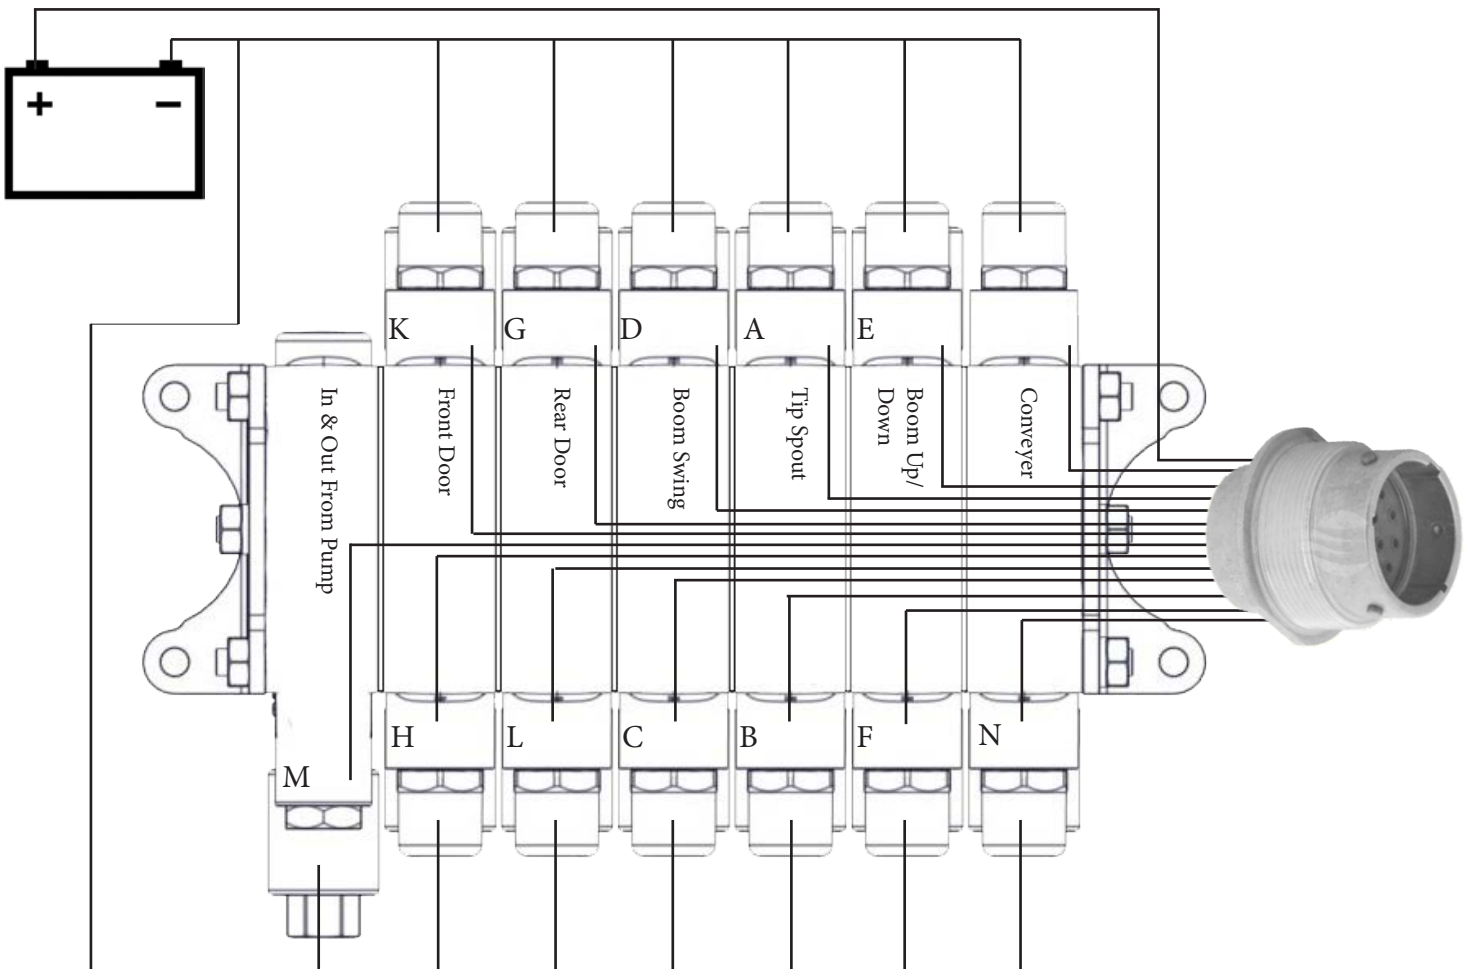 + −
K G D A E
In & Out From Pump
Front Door
Rear Door
Boom Swing
Tip Spout
Boom Up/
Down
Conveyer
H L C B F N
M